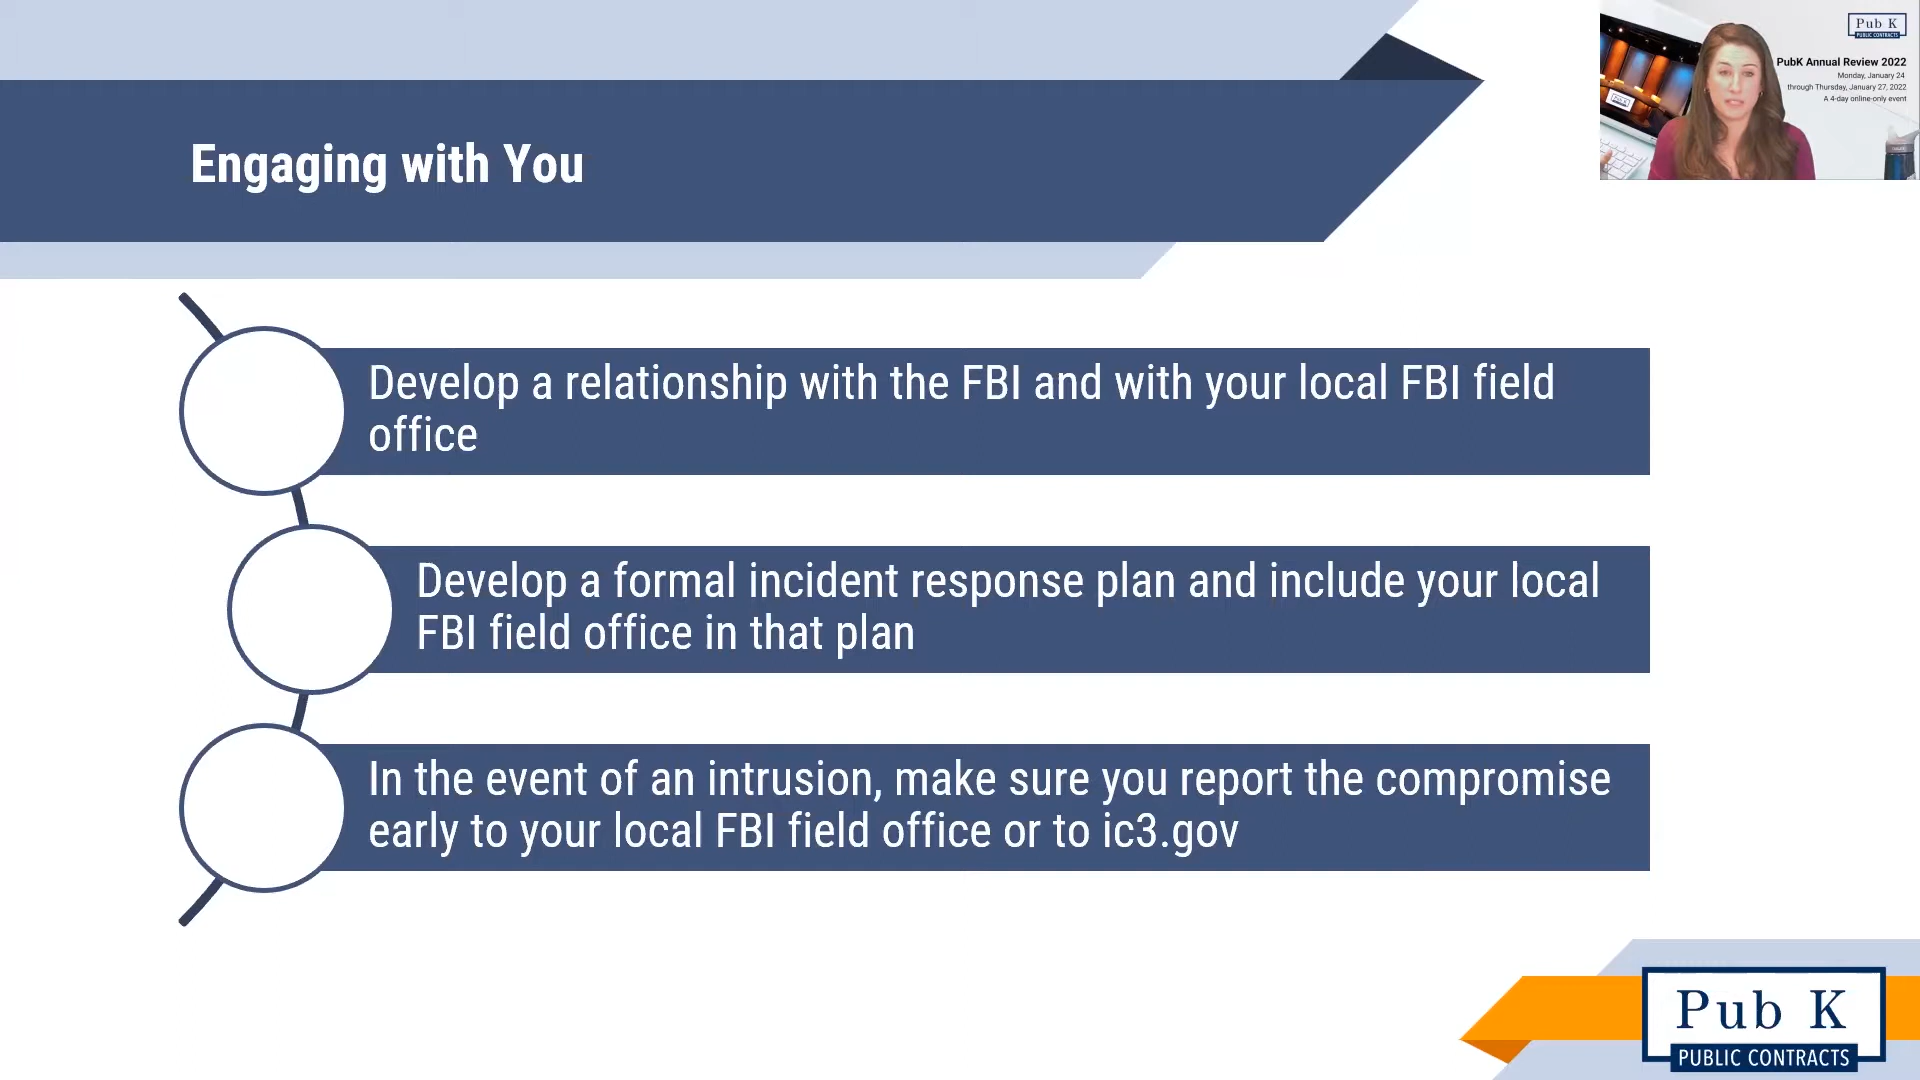 Pub K
PUBLIC CONTRACTS
PubK Annual Review 2022
Monday, January 24
through Thursday, January 27, 2022
A 4-day online-only event
Engaging with You
Develop a relationship with the FBI and with your local FBI field
office
Develop a formal incident response plan and include your local
FBI field office in that plan
In the event of an intrusion, make sure you report the compromise
early to your local FBI field office or to ic3.gov
Pub K
PUBLIC CONTRACTS